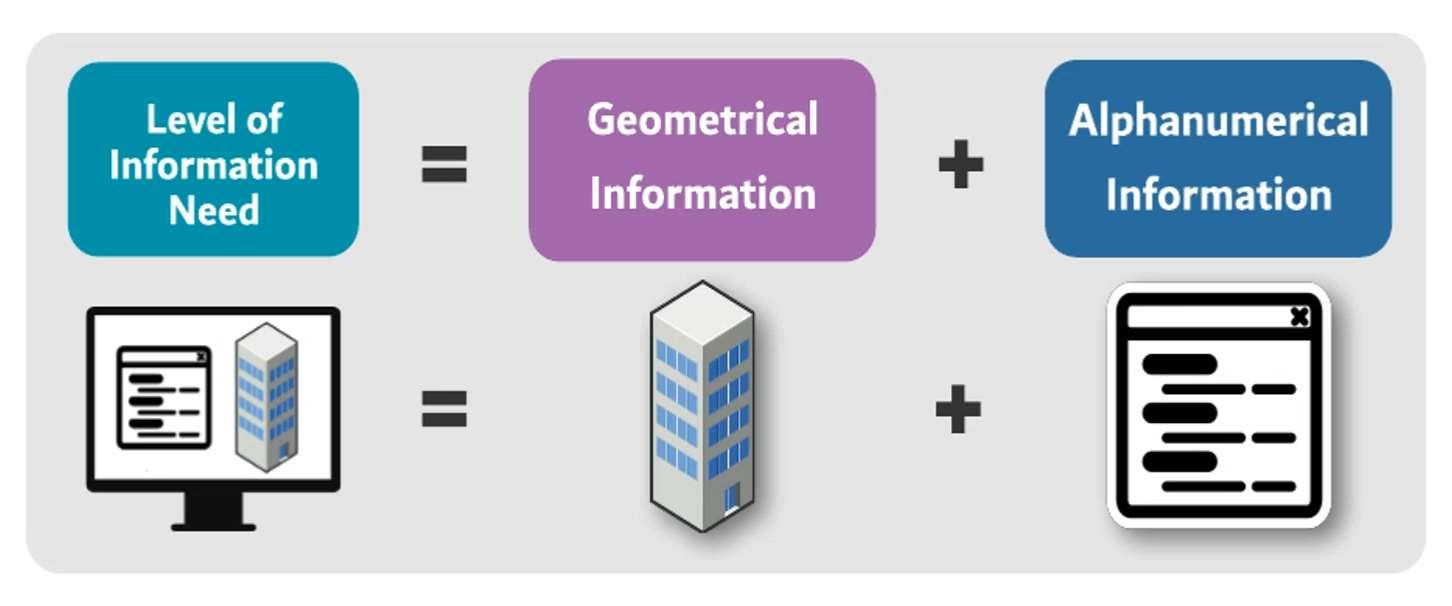 Level of
Information
Need
=
Geometrical
Information
+
Alphanumerical
Information
=
+